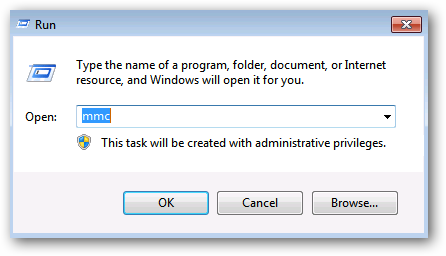 Run
Type the name of a program, folder, document, or Internet
resource, and Windows will open it for you.
Open: mmc
This task will be created with administrative privileges.
OK Cancel Browse...